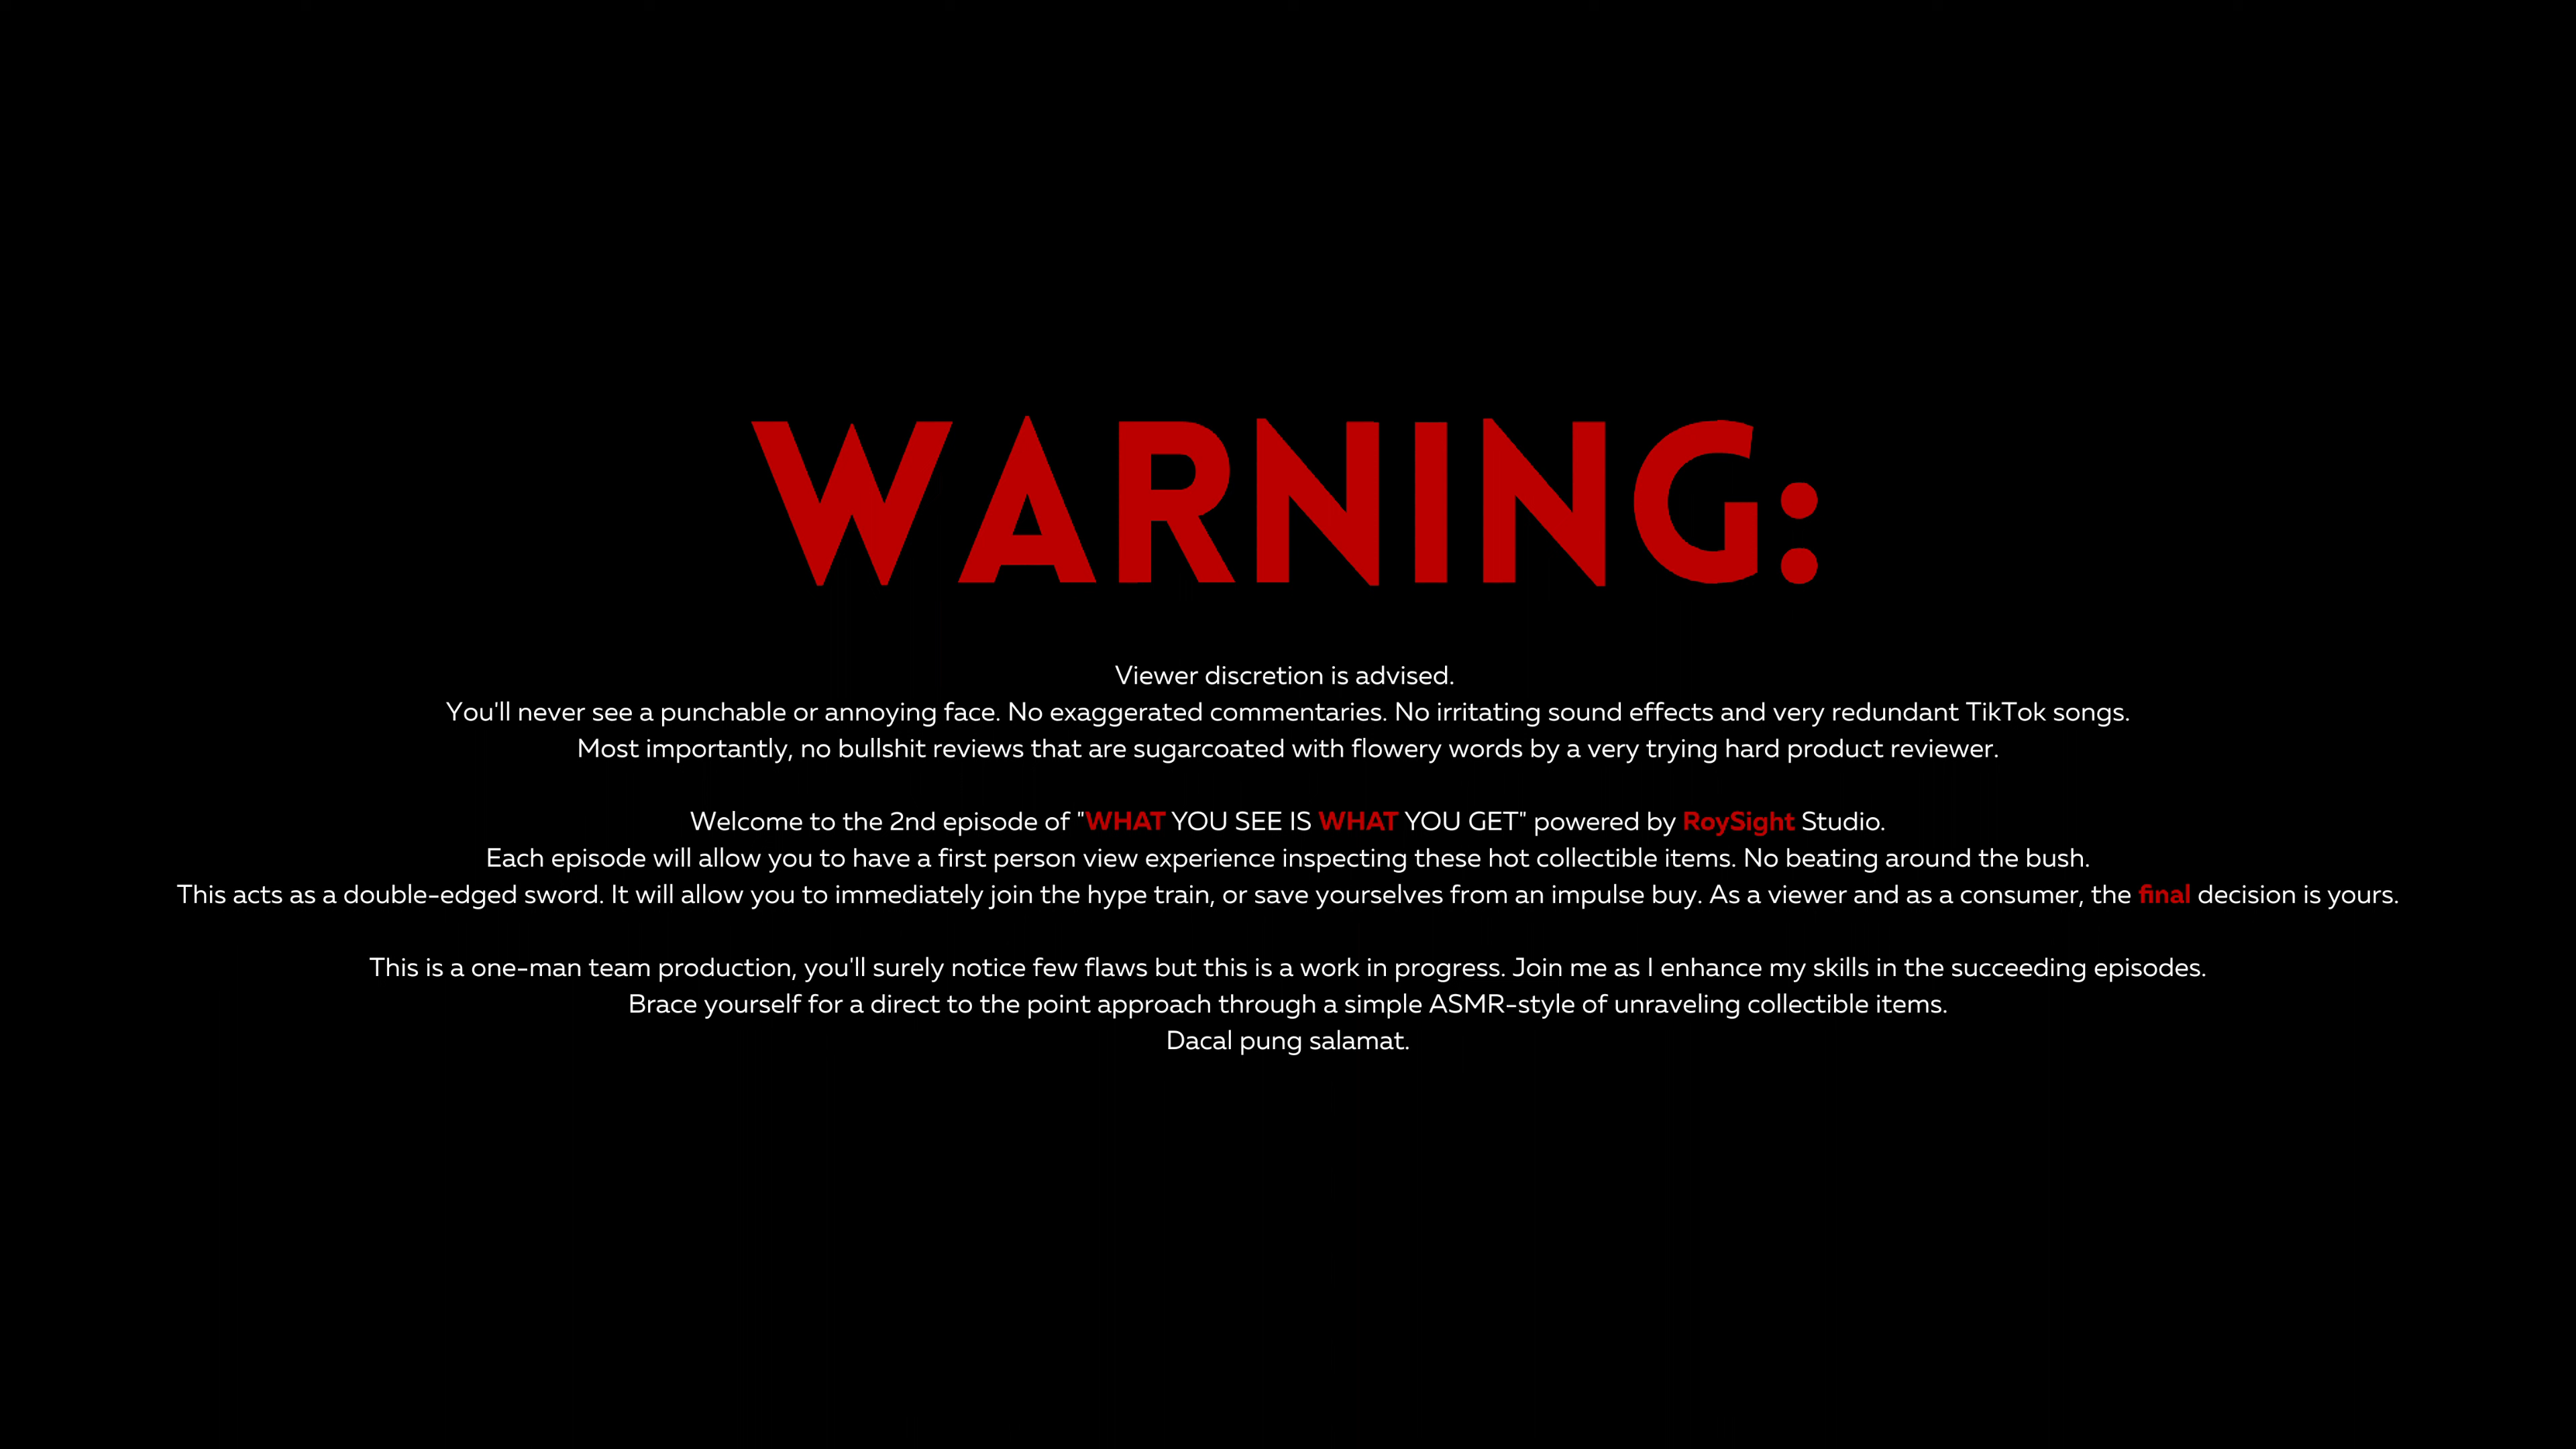 WARNING:
Viewer discretion is advised.
You'll never see a punchable or annoying face. No exaggerated commentaries. No irritating sound effects and very redundant TikTok songs.
Most importantly, no bullshit reviews that are sugarcoated with flowery words by a very trying hard product reviewer.
Welcome to the 2nd episode of "WHAT YOU SEE IS WHAT YOU GET" powered by RoySight Studio.
Each episode will allow you to have a first person view experience inspecting these hot collectible items. No beating around the bush.
This acts as a double-edged sword. It will allow you to immediately join the hype train, or save yourselves from an impulse buy. As a viewer and as a consumer, the final decision is yours.
This is a one-man team production, you'll surely notice few flaws but this is a work in progress. Join me as I enhance my skills in the succeeding episodes.
Brace yourself for a direct to the point approach through a simple ASMR-style of unraveling collectible items.
Dacal pung salamat.